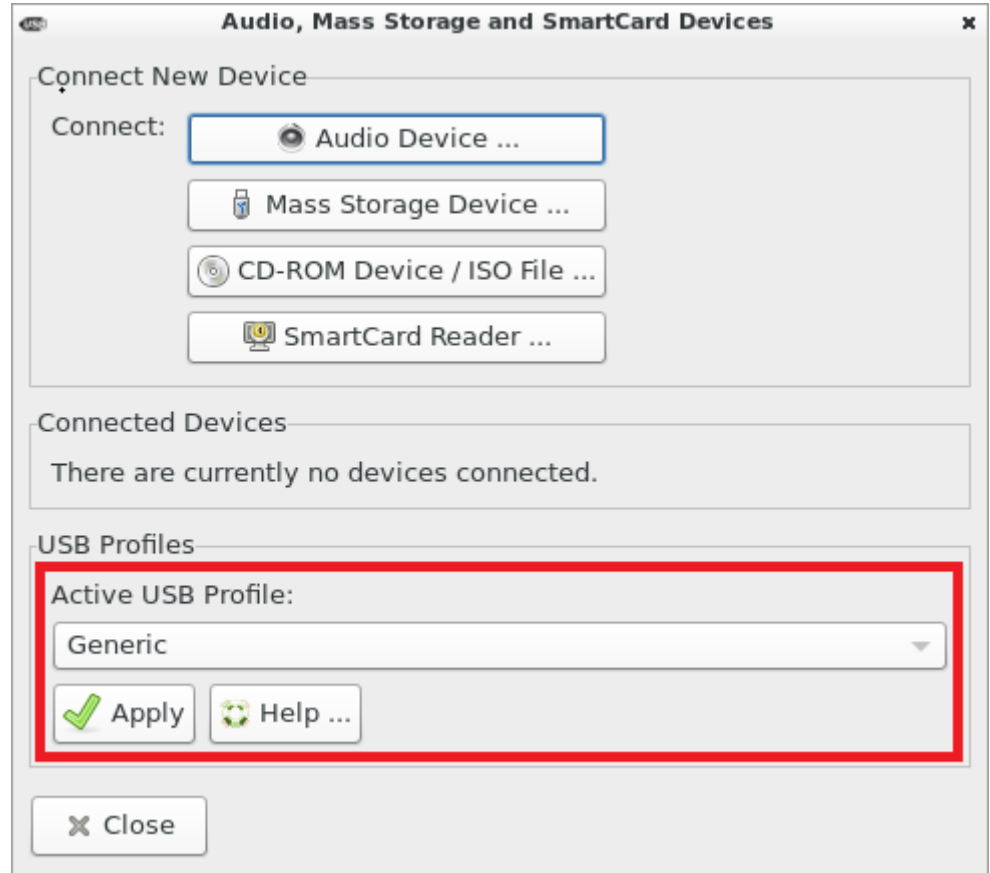 Audio, Mass Storage and SmartCard Devices
Connect New Device
Connect:
Audio Device ...
Mass Storage Device ...
CD-ROM Device / ISO File ...
SmartCard Reader ...
Connected Devices
There are currently no devices connected.
USB Profiles
Active USB Profile:
Generic
Apply
Help ...
Close